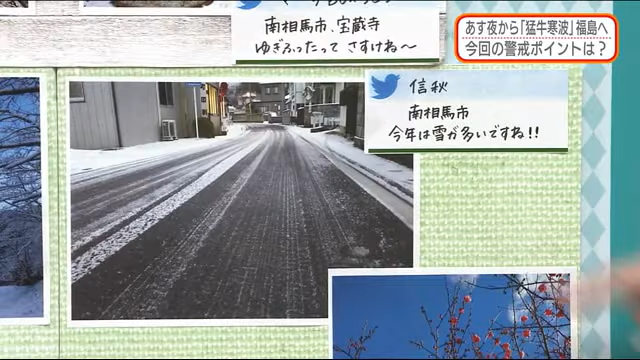 南相馬市、宝蔵寺
ゆぎふったって さすけね〜
あす夜から「猛牛寒波」福島へ
今回の警戒ポイントは？
信秋
南相馬市
今年は雪が多いですね!!